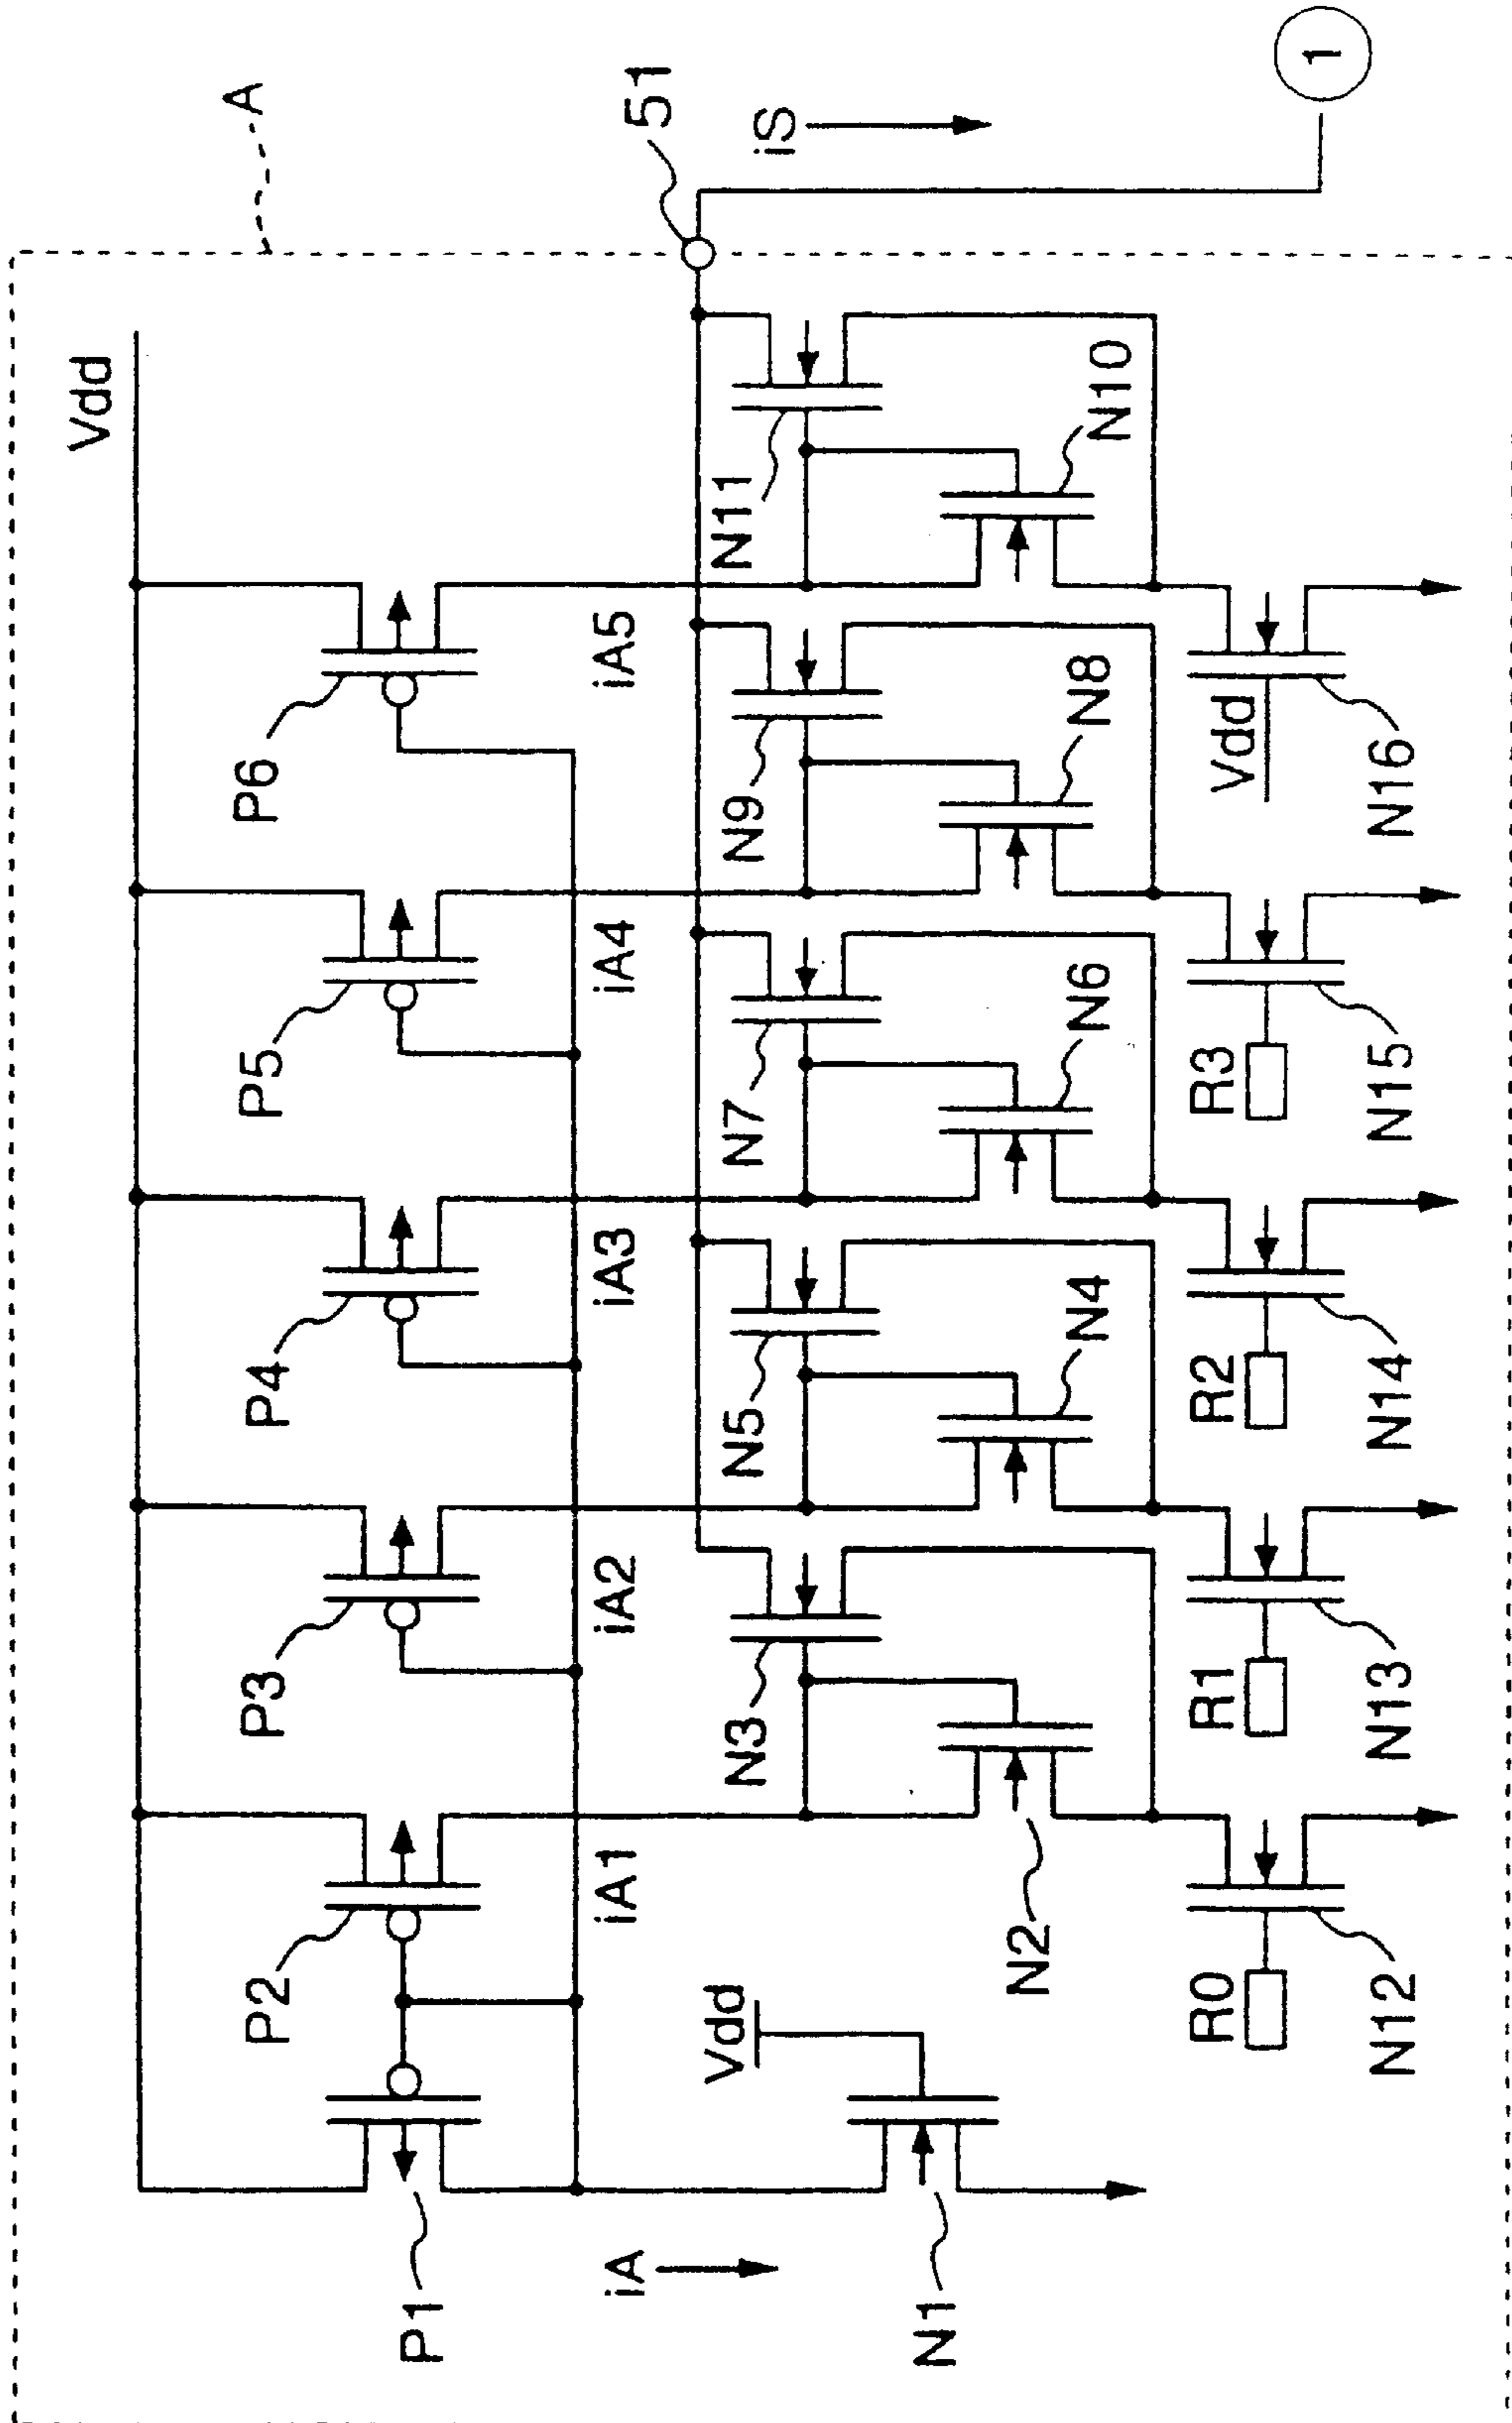 A
Vdd
51
iS
1
P1
P2
P3
P4
P5
P6
iA
iA1
iA2
iA3
iA4
iA5
N3
N5
N7
N9
N11
Vdd
N1
N2
N4
N6
N8
N10
R0
R1
R2
R3
Vdd
N12
N13
N14
N15
N16